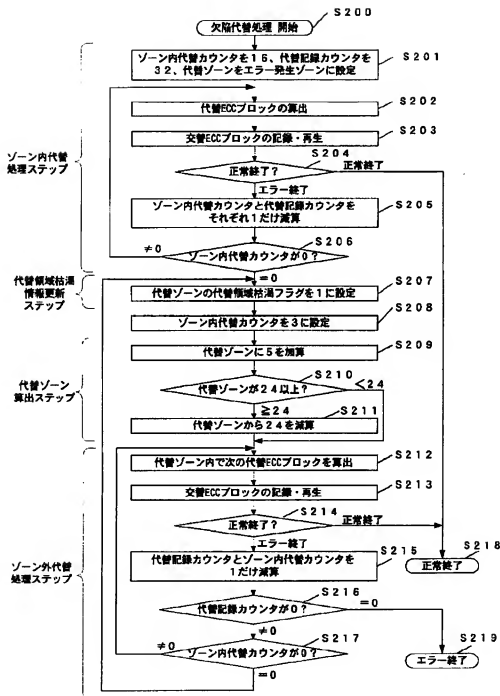 S200
欠陥代替処理 開始
ゾーン内代替カウンタを16、代替記録カウンタを
32、代替ゾーンをエラー発生ゾーンに設定
S201
代替ECCブロックの算出
S202
交替ECCブロックの記録・再生
S203
ゾーン内代替
処理ステップ
S204
正常終了?
正常終了
エラー終了
ゾーン内代替カウンタと代替記録カウンタを
それぞれ1だけ減算
S205
S206
≠0
ゾーン内代替カウンタが0?
=0
代替領域枯渇
情報更新
ステップ
代替ゾーンの代替領域枯渇フラグを1に設定
S207
ゾーン内代替カウンタを3に設定
S208
代替ゾーンに5を加算
S209
代替ゾーン
算出ステップ
S210
代替ゾーンが24以上?
<24
≧24
S211
代替ゾーンから24を減算
代替ゾーン内で次の代替ECCブロックを算出
S212
交替ECCブロックの記録・再生
S213
S214
正常終了?
正常終了
エラー終了
ゾーン外代替
処理ステップ
代替記録カウンタとゾーン内代替カウンタを
1だけ減算
S215
S218
正常終了
S216
代替記録カウンタが0?
=0
≠0
S217
≠0
ゾーン内代替カウンタが0?
=0
S219
エラー終了